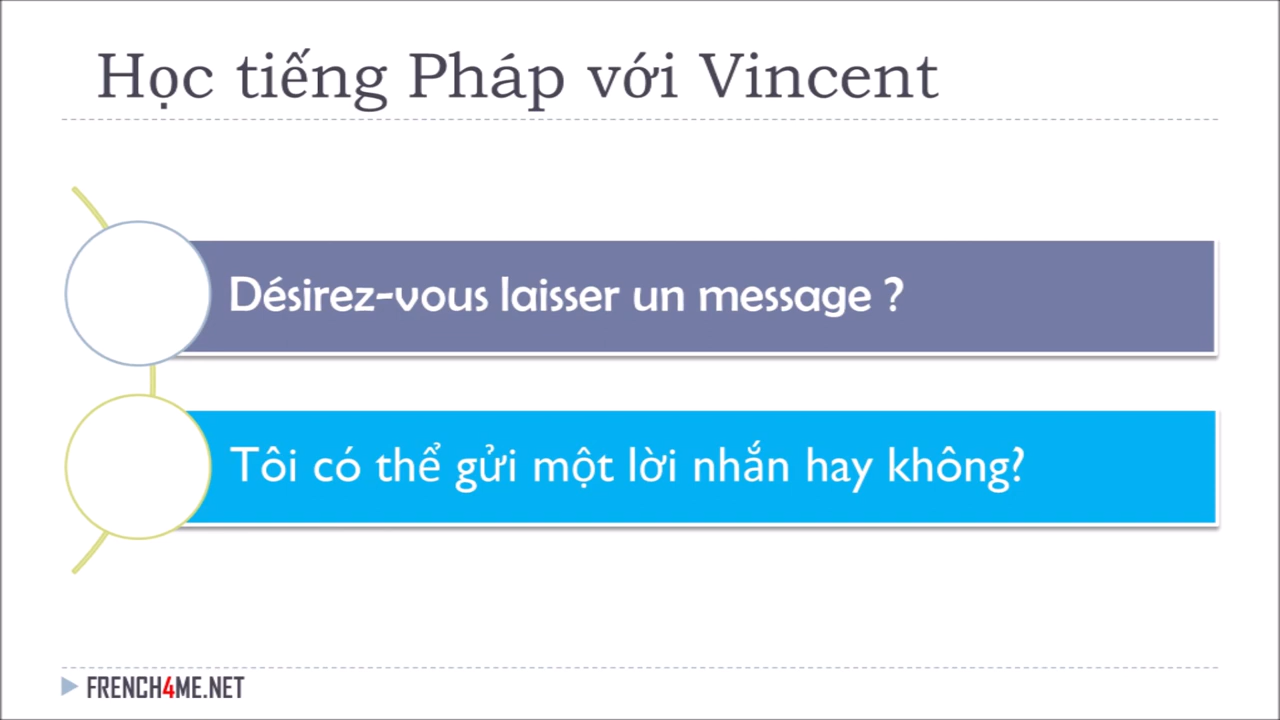 Học tiếng Pháp với Vincent
Désirez-vous laisser un message ?
Tôi có thể gửi một lời nhắn hay không?
FRENCH4ME.NET